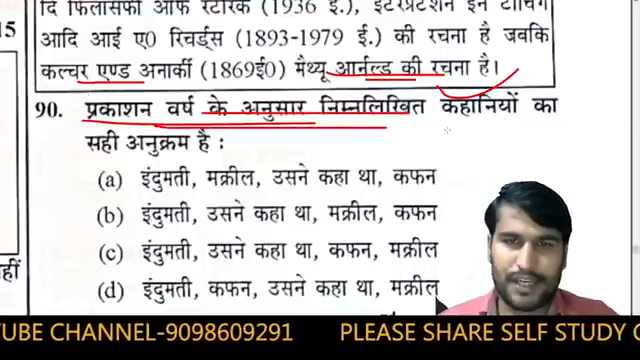 दि फिलासफी ऑफ स्टोरिक (1936 ई.), इंटरप्रटेशन इन टीचिंग
आदि आई ए0 रिचर्ड्स (1893-1979 ई.) की रचना है। जबकि
15
कल्चर एण्ड अनार्की (1869ई0) मैथ्यू आर्नल्ड की रचना है।
90. प्रकाशन वर्ष के अनुसार निम्नलिखित कहानियों का
सही अनुक्रम है :
(a) इंदुमती, मक्रील, उसने कहा था, कफन
(b) इंदुमती, उसने कहा था, मक्रील, कफन
(c) इंदुमती, उसने कहा था, कफन, मक्रील
(d) इंदुमती, कफन, उसने कहा था, मक्रील
TUBE CHANNEL-9098609291 PLEASE SHARE SELF STUDY